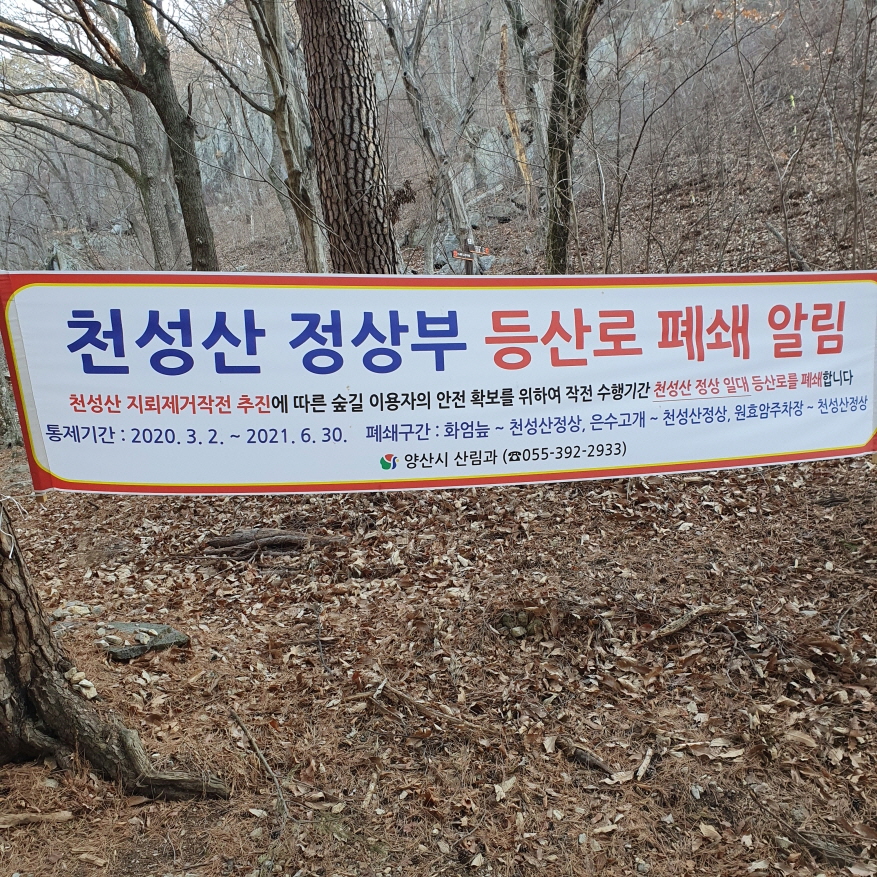 천성산 정상부 등산로 폐쇄 알림
천성산 지뢰제거작전 추진에 따른 숲길 이용자의 안전 확보를 위하여 작전 수행기간 천성산 정상 일대 등산로를 폐쇄합니다
통제기간 : 2020. 3. 2. ~ 2021. 6. 30. 폐쇄구간 : 화엄늪 ~ 천성산정상, 은수고개 ~ 천성산정상, 원효암주차장 ~ 천성산정상
양산시 산림과 (☎055-392-2933)